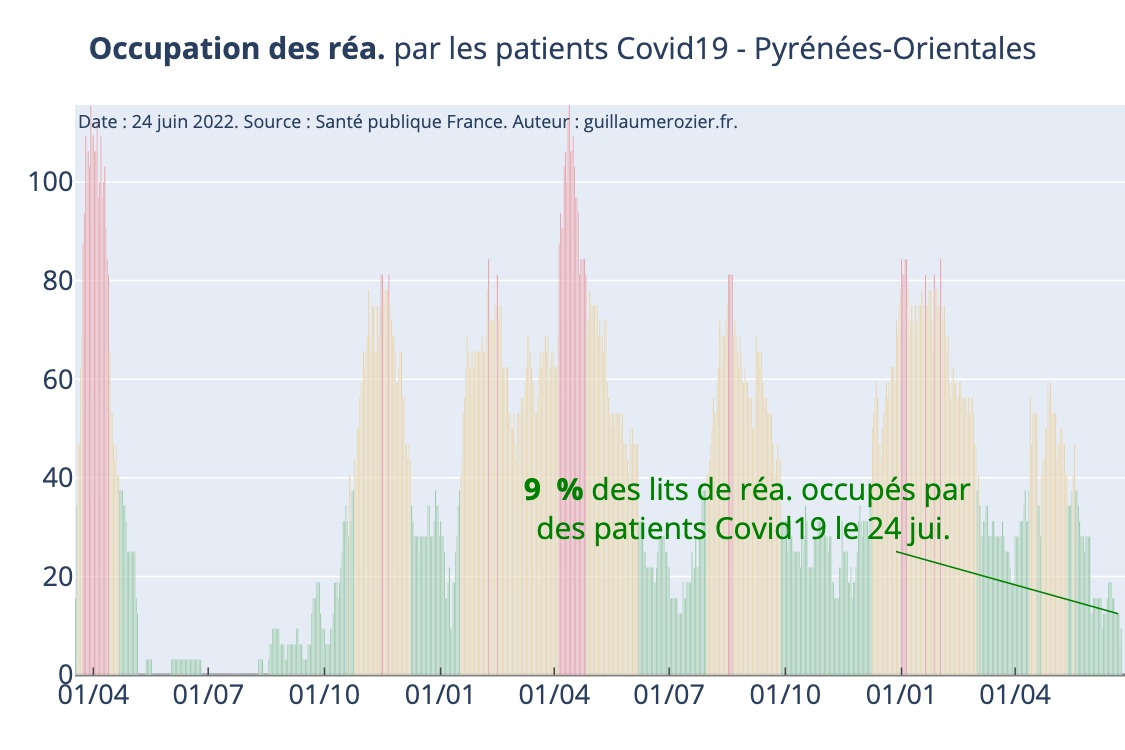 Occupation des réa. par les patients Covid19 - Pyrénées-Orientales
Date : 24 juin 2022. Source : Santé publique France. Auteur : guillaumerozier.fr.
100
80
60
40
20
0
9 % des lits de réa. occupés par
des patients Covid19 le 24 jui.
01/04 01/07 01/10 01/01 01/04 01/07 01/10 01/01 01/04